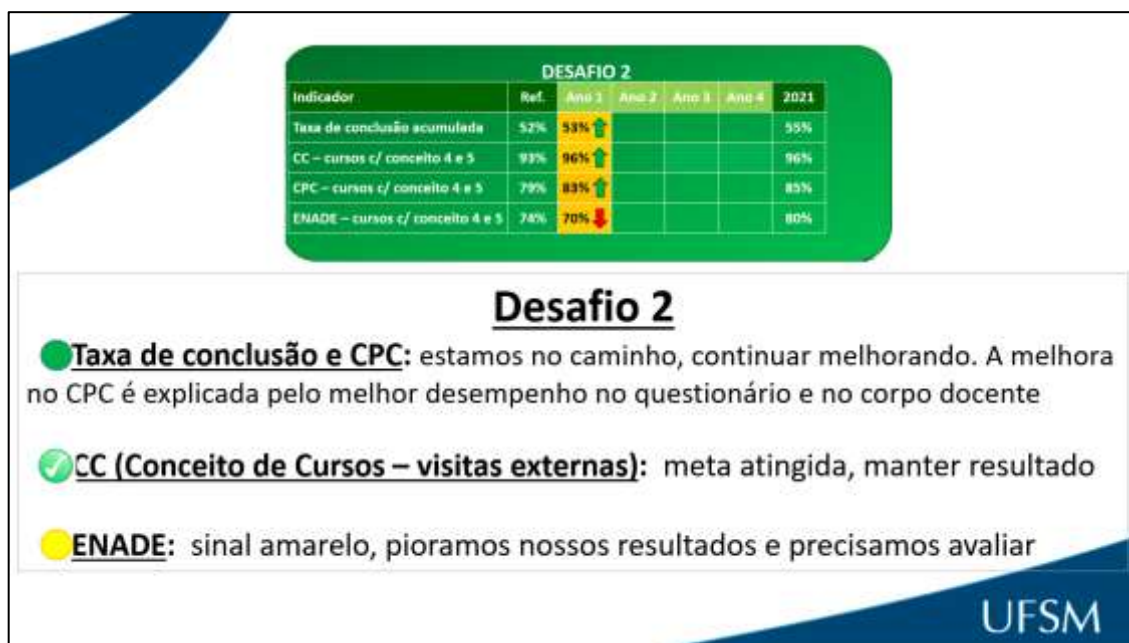 DESAFIO 2
Indicador Ref. Ano 1 Ano 2 Ano 3 Ano 4 2021
Taxa de conclusão acumulada 52% 53% 55%
CC – cursos c/ conceito 4 e 5 93% 96% 96%
CPC – cursos c/ conceito 4 e 5 79% 83% 85%
ENADE – cursos c/ conceito 4 e 5 74% 70% 80%
Desafio 2
Taxa de conclusão e CPC: estamos no caminho, continuar melhorando. A melhora
no CPC é explicada pelo melhor desempenho no questionário e no corpo docente
CC (Conceito de Cursos – visitas externas): meta atingida, manter resultado
ENADE: sinal amarelo, pioramos nossos resultados e precisamos avaliar
UFSM